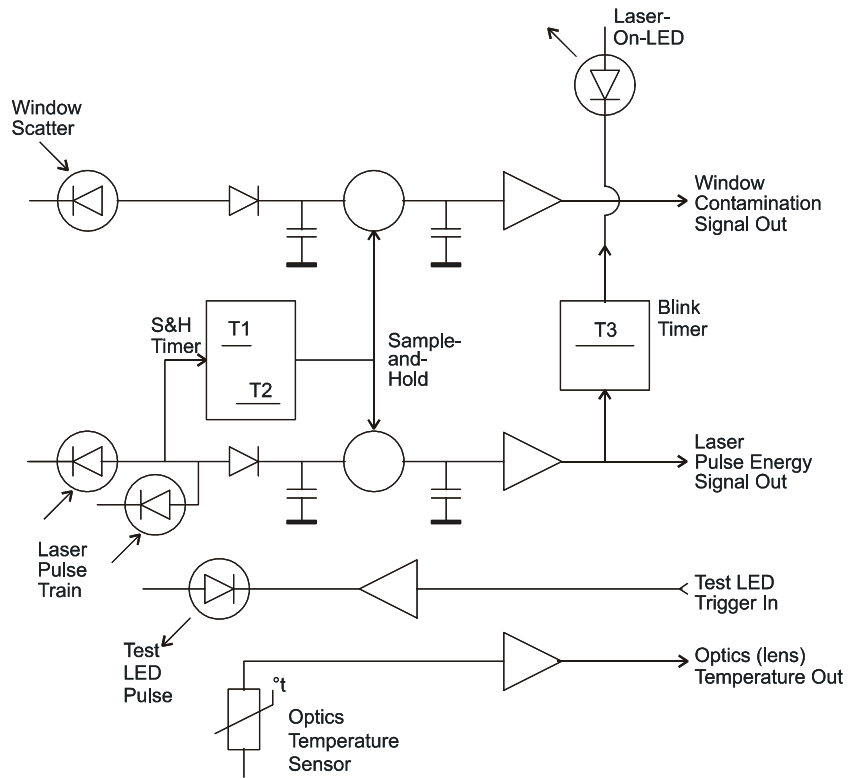 Laser-
On-LED
Window
Scatter
Window
Contamination
Signal Out
S&H
Timer
T1
T2
Sample-
and-
Hold
T3
Blink
Timer
Laser
Pulse Energy
Signal Out
Laser
Pulse
Train
Test LED
Trigger In
Test
LED
Pulse
Optics (lens)
Temperature Out
°t
Optics
Temperature
Sensor